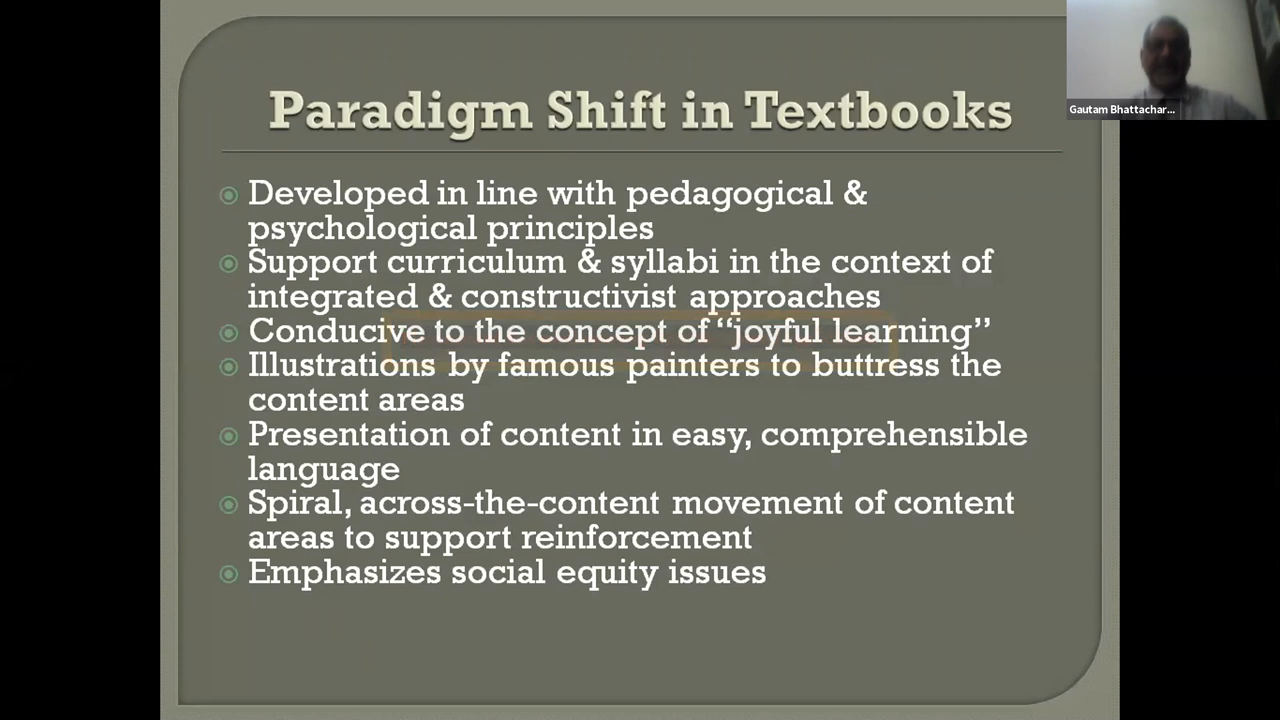 Paradigm Shift in Textbooks
Gautam Bhattachar...
Developed in line with pedagogical &
psychological principles
Support curriculum & syllabi in the context of
integrated & constructivist approaches
Conducive to the concept of “joyful learning”
Illustrations by famous painters to buttress the
content areas
Presentation of content in easy, comprehensible
language
Spiral, across-the-content movement of content
areas to support reinforcement
Emphasizes social equity issues